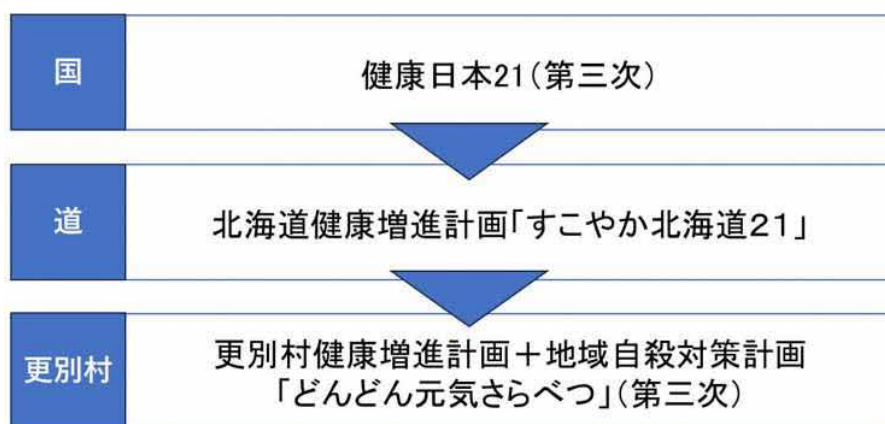 国
健康日本21(第三次)
道
北海道健康増進計画「すこやか北海道２１」
更別村
更別村健康増進計画＋地域自殺対策計画
「どんどん元気さらべつ」(第三次)